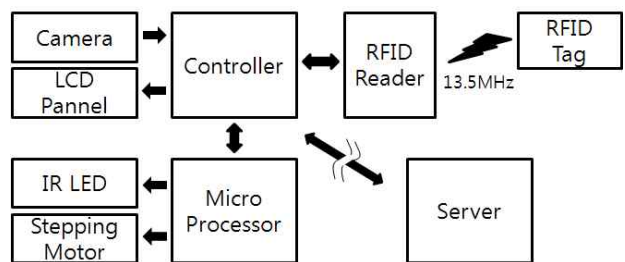 Camera
LCD
Pannel
Controller
RFID
Reader
13.5MHz
RFID
Tag
IR LED
Stepping
Motor
Micro
Processor
Server